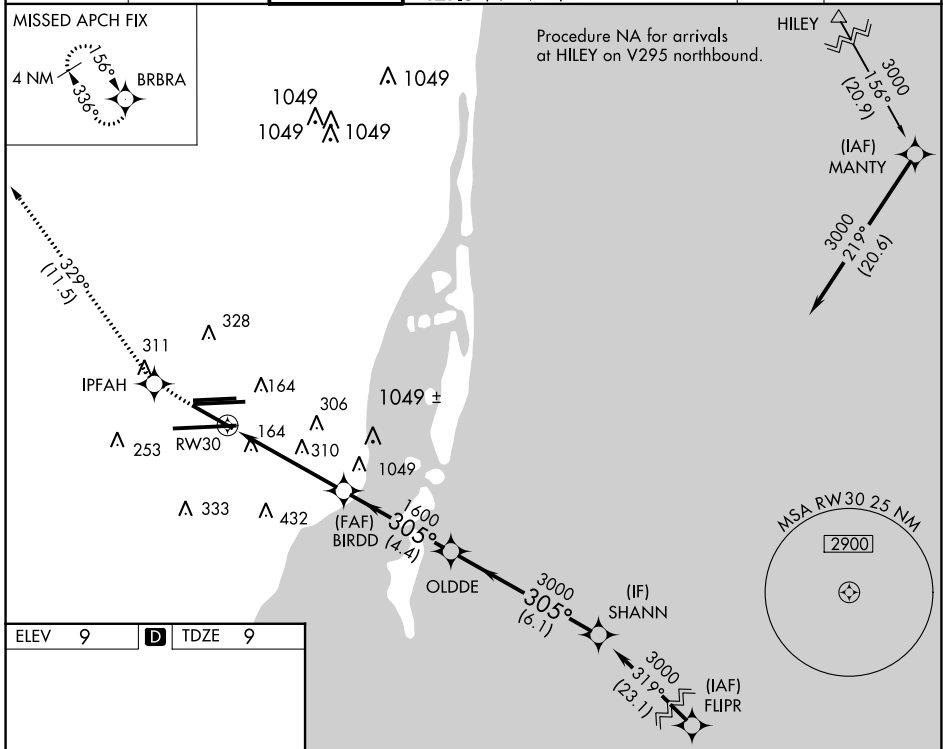 MISSED APCH FIX
4 NM
156°
336°
BRBRA
Procedure NA for arrivals
at HILEY on V295 northbound.
HILEY
3000
156°
(20.9)
(IAF)
MANTY
3000
219°
(20.6)
1049
1049
1049
1049
329°
(11.5)
328
311
IPFAH
164
1049 ±
306
RW30
164
310
253
1049
333
432
(FAF)
BIRDD
1600
305°
(4.4)
OLDDE
3000
305°
(6.1)
(IF)
SHANN
3000
319°
(23.1)
(IAF)
FLIPR
MSA RW30 25 NM
2900
ELEV 9 D TDZE 9